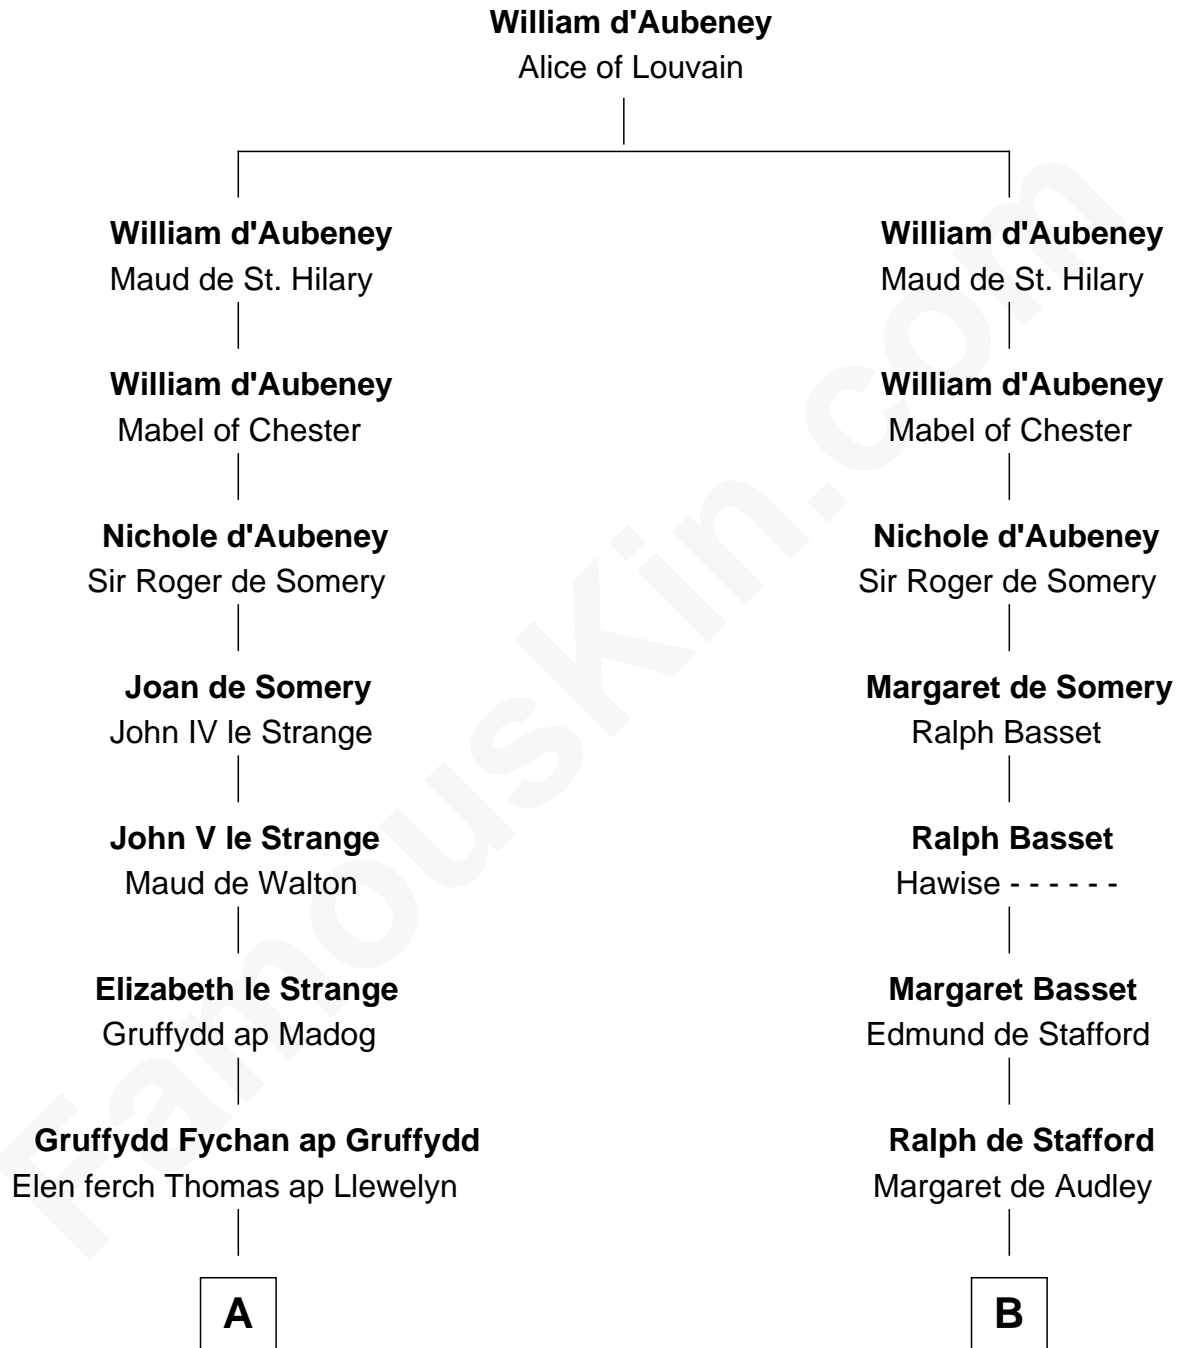 William d'Aubeney
Alice of Louvain
William d'Aubeney
Maud de St. Hilary
William d'Aubeney
Maud de St. Hilary
William d'Aubeney
Mabel of Chester
William d'Aubeney
Mabel of Chester
Nichole d'Aubeney
Sir Roger de Somery
Nichole d'Aubeney
Sir Roger de Somery
Joan de Somery
John IV le Strange
Margaret de Somery
Ralph Basset
John V le Strange
Maud de Walton
Ralph Basset
Hawise - - - - - -
Elizabeth le Strange
Gruffydd ap Madog
Margaret Basset
Edmund de Stafford
Gruffydd Fychan ap Gruffydd
Elen ferch Thomas ap Llewelyn
Ralph de Stafford
Margaret de Audley
A
B
FamousKin.com